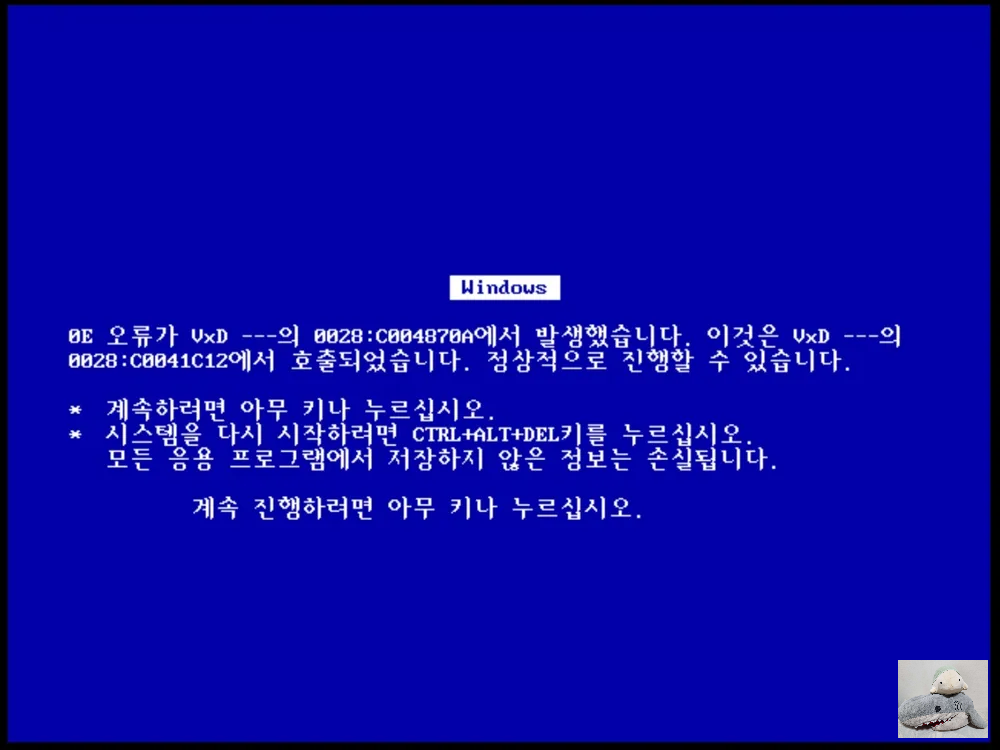 Windows
0E 오류가 VxD ---의 0028:C004870A에서 발생했습니다. 이것은 VxD ---의
0028:C0041C12에서 호출되었습니다. 정상적으로 진행할 수 있습니다.
* 계속하려면 아무 키나 누르십시오.
* 시스템을 다시 시작하려면 CTRL+ALT+DEL키를 누르십시오.
모든 응용 프로그램에서 저장하지 않은 정보는 손실됩니다.
계속 진행하려면 아무 키나 누르십시오.